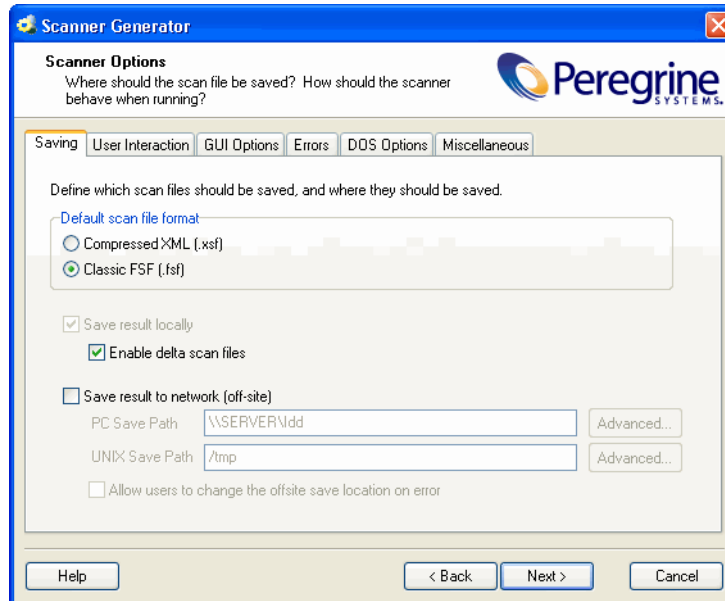 Scanner Generator
Scanner Options
Where should the scan file be saved? How should the scanner
behave when running?
Peregrine
SYSTEMS.
Saving
User Interaction
GUI Options
Errors
DOS Options
Miscellaneous
Define which scan files should be saved, and where they should be saved.
Default scan file format
Compressed XML (.xsf)
Classic FSF (.fsf)
Save result locally
Enable delta scan files
Save result to network (off-site)
PC Save Path
\\SERVER\Idd
Advanced...
UNIX Save Path
/tmp
Advanced...
Allow users to change the offsite save location on error
Help
< Back
Next >
Cancel